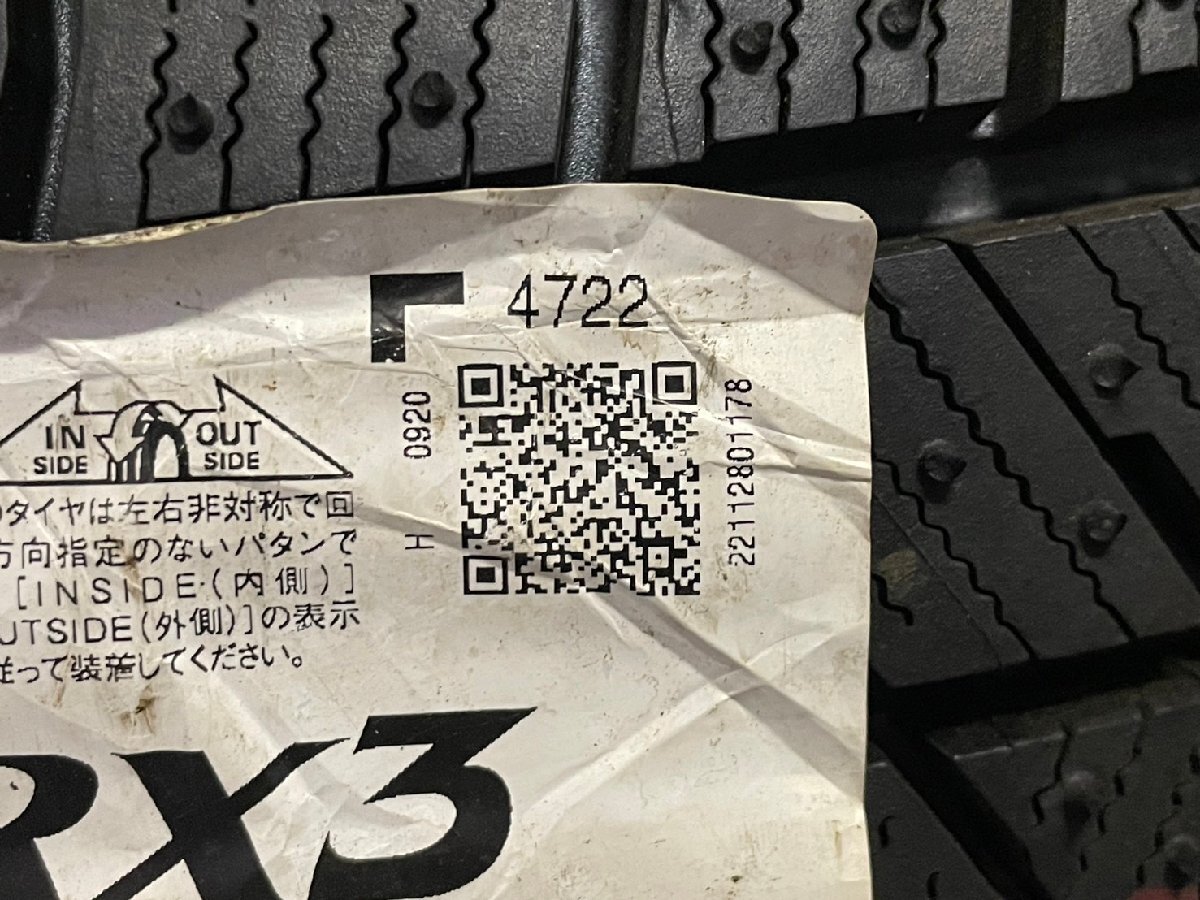 4722
0920
H
22112801178
IN
SIDE
OUT
SIDE
タイヤは左右非対称で回
方向指定のないパタンで
[INSIDE・(内側)]
UTSIDE(外側)]の表示
従って装着してください。
RX3